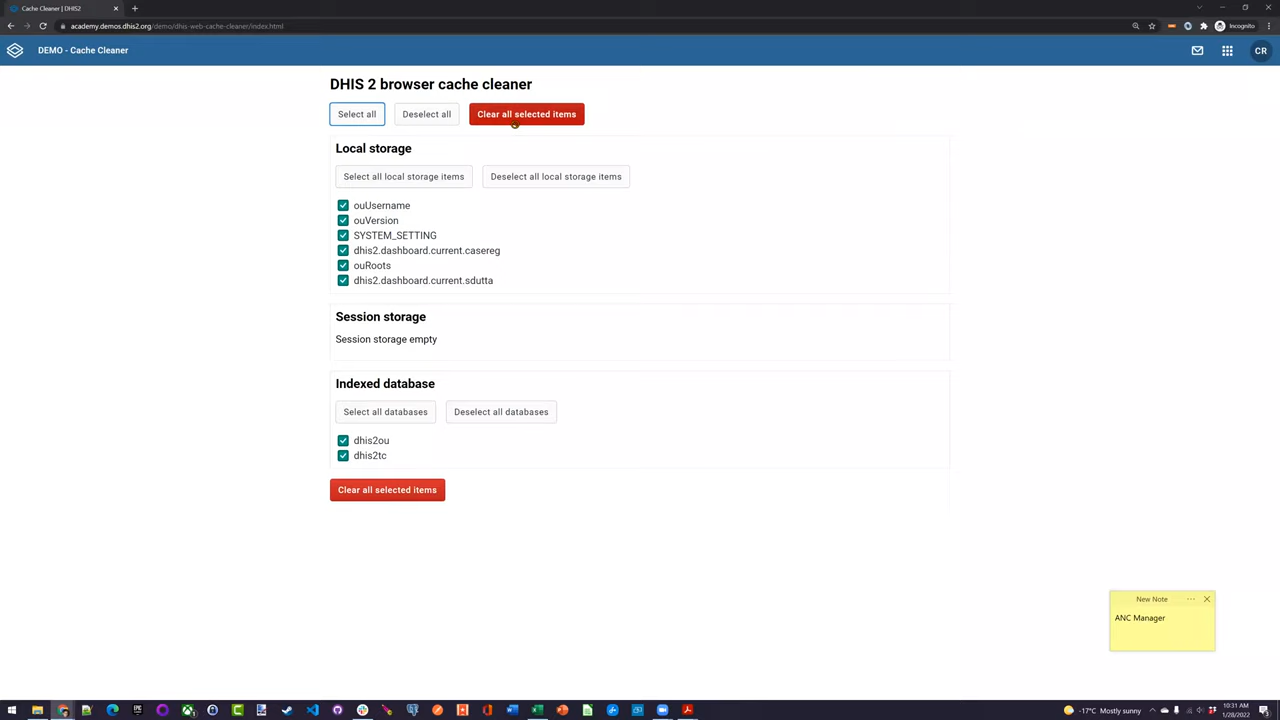 Cache Cleaner | DHIS2
academy.demos.dhis2.org/demo/dhis-web-cache-cleaner/index.html
Incognito
DEMO - Cache Cleaner
CR
DHIS 2 browser cache cleaner
Select all
Deselect all
Clear all selected items
Local storage
Select all local storage items
Deselect all local storage items
ouUsername
ouVersion
SYSTEM_SETTING
dhis2.dashboard.current.casereg
ouRoots
dhis2.dashboard.current.sdutta
Session storage
Session storage empty
Indexed database
Select all databases
Deselect all databases
dhis2ou
dhis2tc
Clear all selected items
New Note
ANC Manager
-17°C Mostly sunny
10:31 AM
1/28/2022